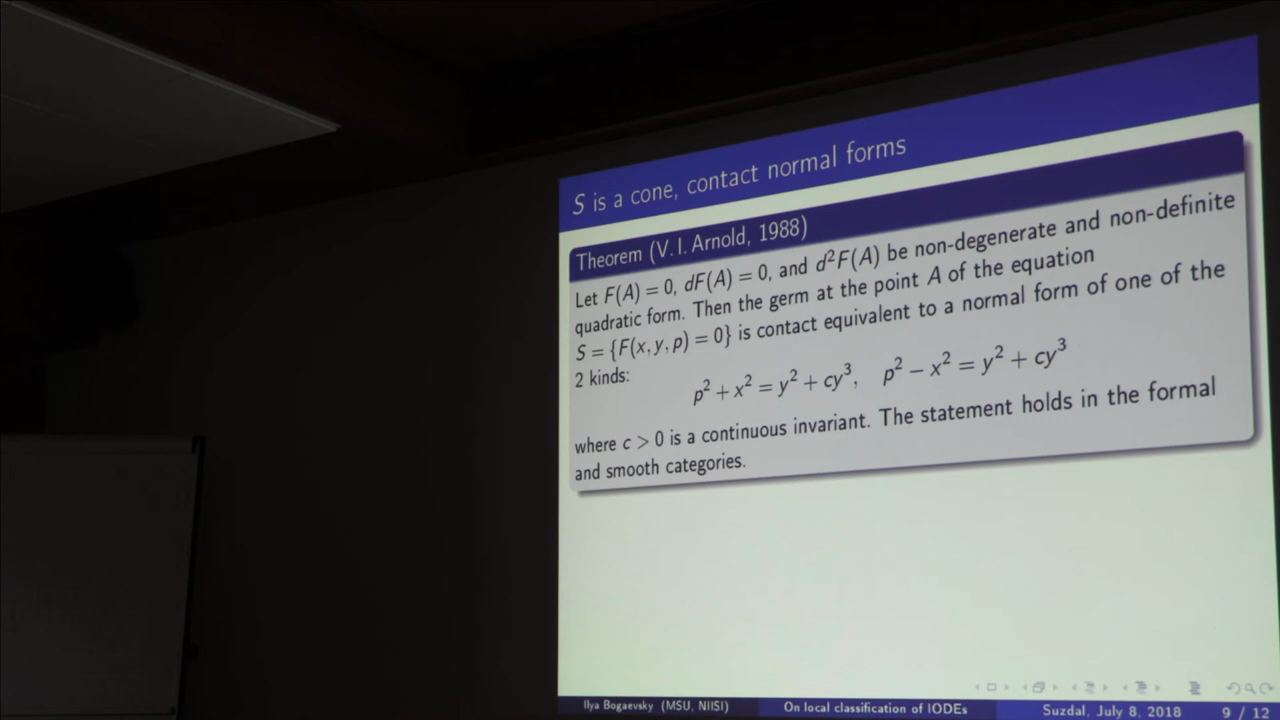 S is a cone, contact normal forms
Theorem (V. I. Arnold, 1988)
Let F(A) = 0, dF(A) = 0, and d²F(A) be non-degenerate and non-definite
quadratic form. Then the germ at the point A of the equation
S = {F(x, y, p) = 0} is contact equivalent to a normal form of one of the
2 kinds:
p² + x² = y² + cy³, p² − x² = y² + cy³
where c > 0 is a continuous invariant. The statement holds in the formal
and smooth categories.
Ilya Bogaevsky (MSU, NIISI) On local classification of IODEs Suzdal, July 8, 2018 9 / 12